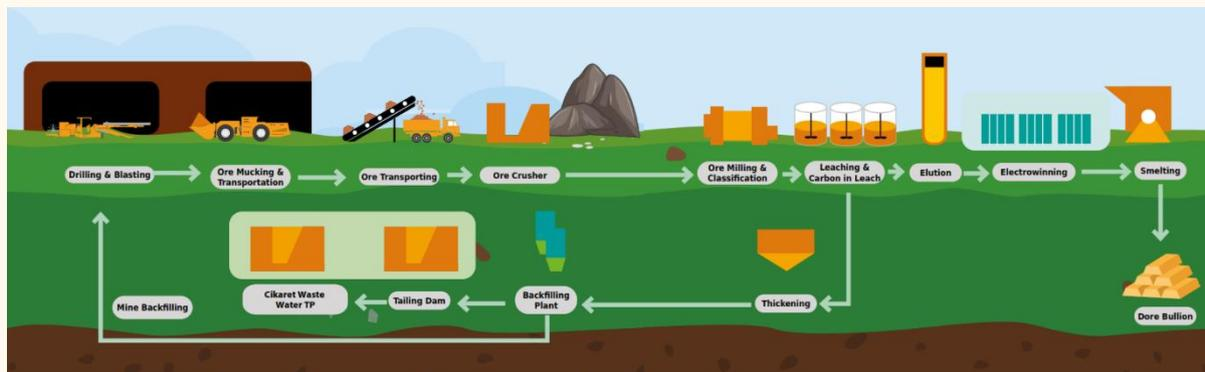 Drilling & Blasting
Ore Mucking &
Transportation
Ore Transporting
Ore Crusher
Ore Milling &
Classification
Leaching &
Carbon in Leach
Elution
Electrowinning
Smelting
Cikaret Waste
Water TP
Tailing Dam
Backfilling
Plant
Thickening
Mine Backfilling
Dore Bullion